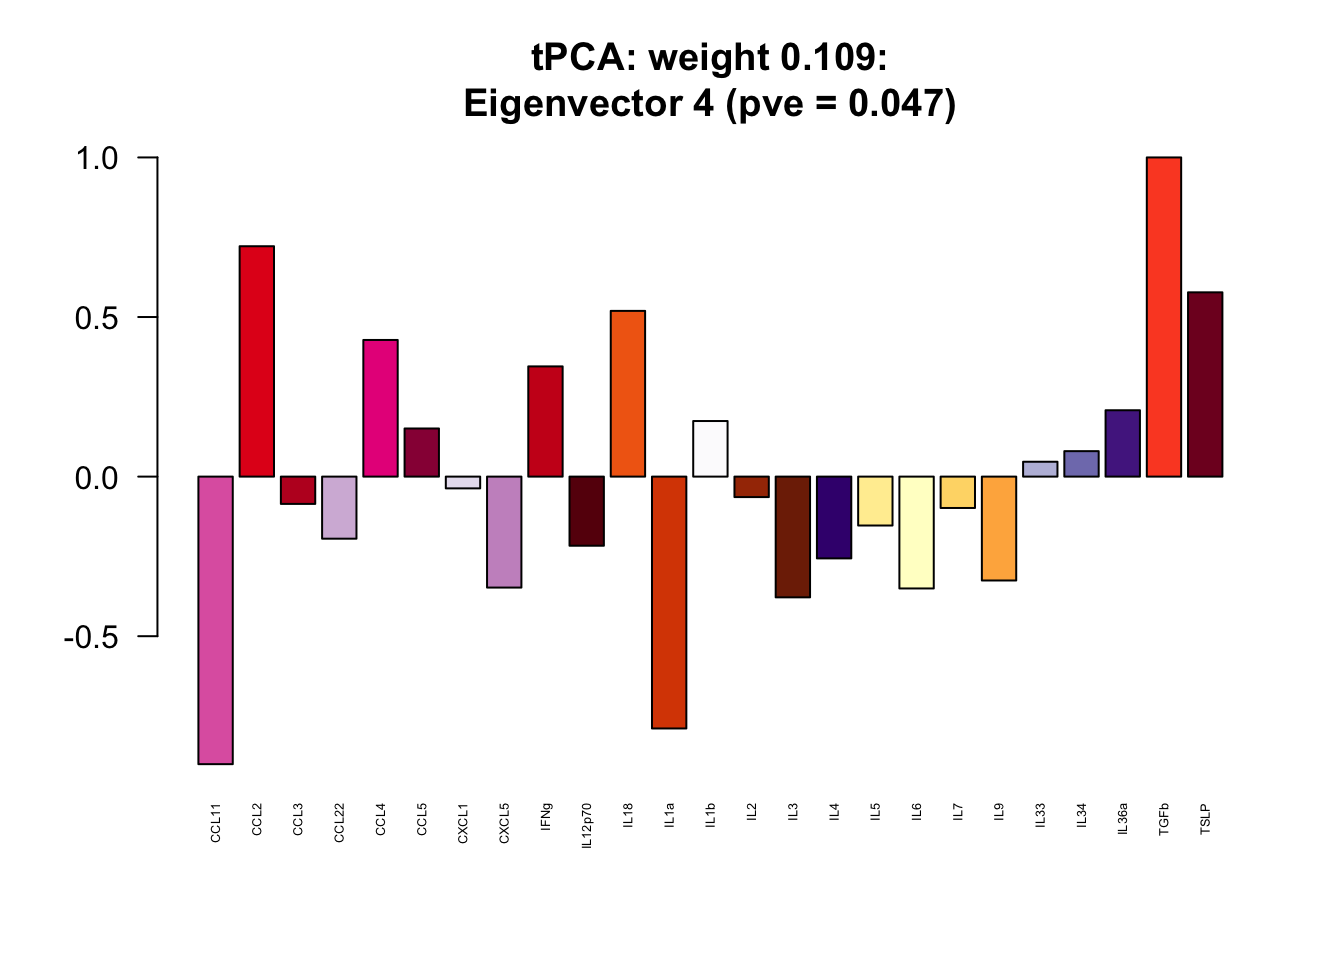 tPCA: weight 0.109:
Eigenvector 4 (pve = 0.047)
1.0
0.5
0.0
-0.5
CCL11
CCL2
CCL3
CCL22
CCL4
CCL5
CXCL1
CXCL5
IFNg
IL12p70
IL18
IL1a
IL1b
IL2
IL3
IL4
IL5
IL6
IL7
IL9
IL33
IL34
IL36a
TGFb
TSLP